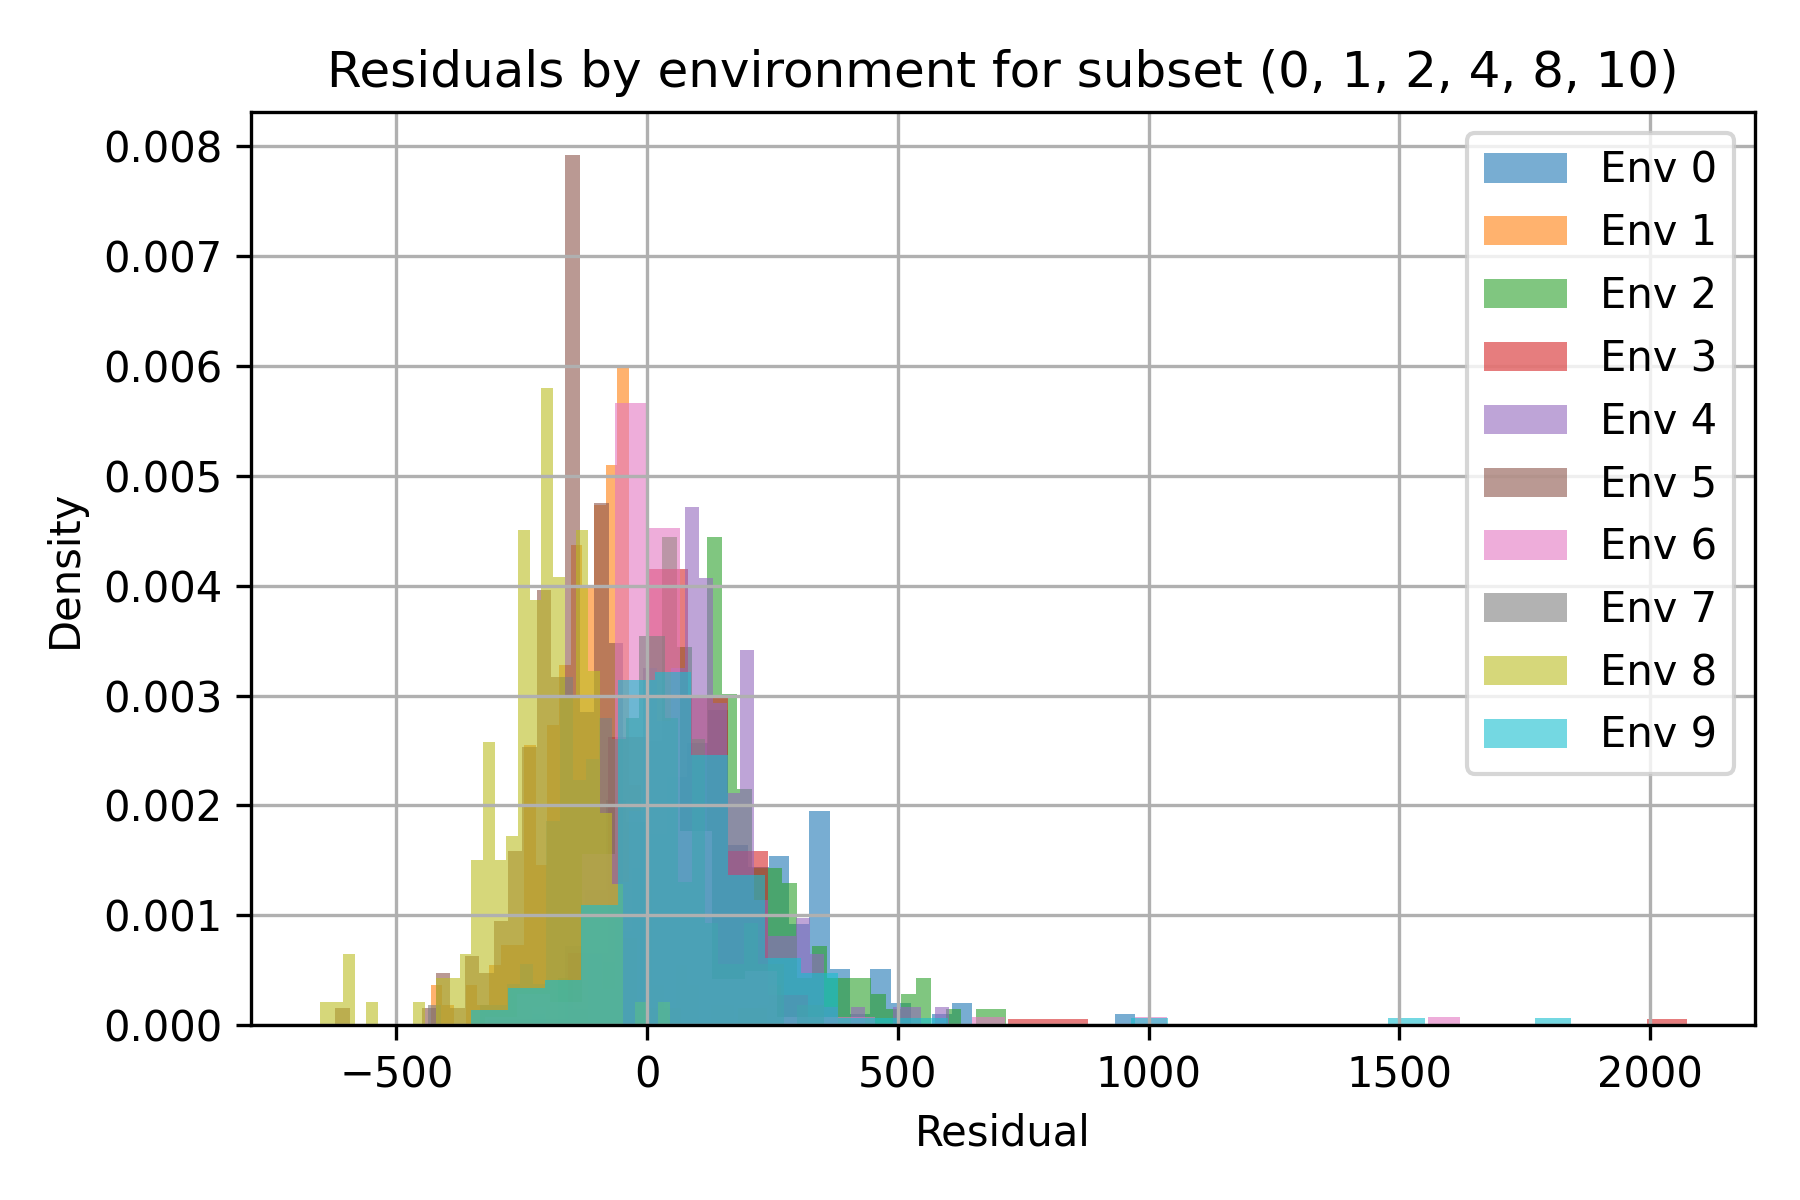 Residuals by environment for subset (0, 1, 2, 4, 8, 10)
0.008
0.007
0.006
0.005
0.004
0.003
0.002
0.001
0.000
Density
−500
0
500
1000
1500
2000
Residual
Env 0
Env 1
Env 2
Env 3
Env 4
Env 5
Env 6
Env 7
Env 8
Env 9